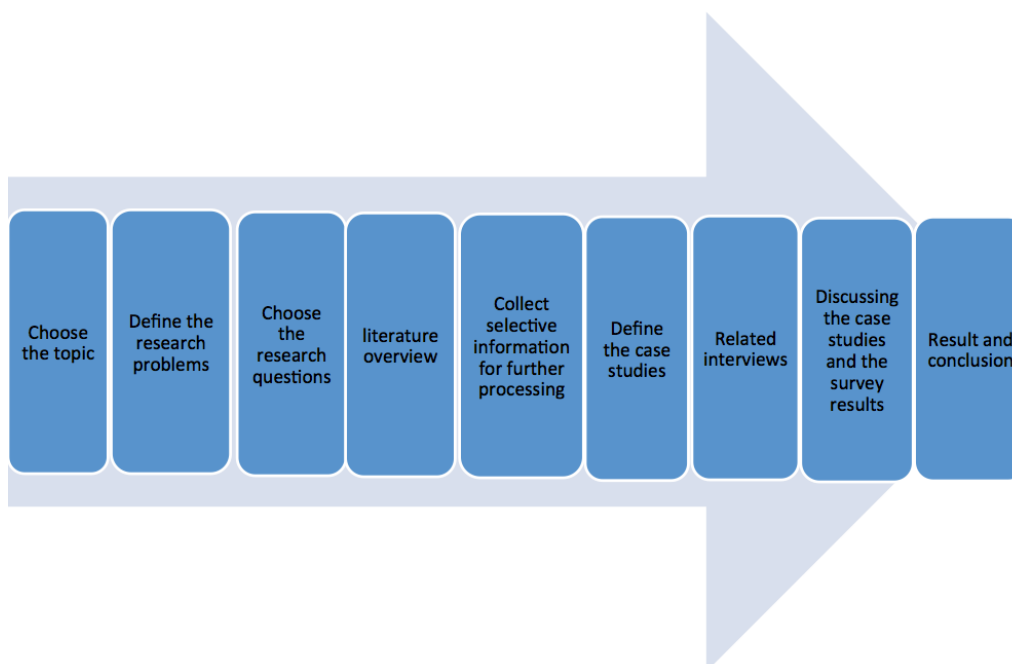 Choose
the topic
Define the
research
problems
Choose
the
research
questions
literature
overview
Collect
selective
information
for further
processing
Define
the case
studies
Related
interviews
Discussing
the case
studies
and the
survey
results
Result and
conclusion